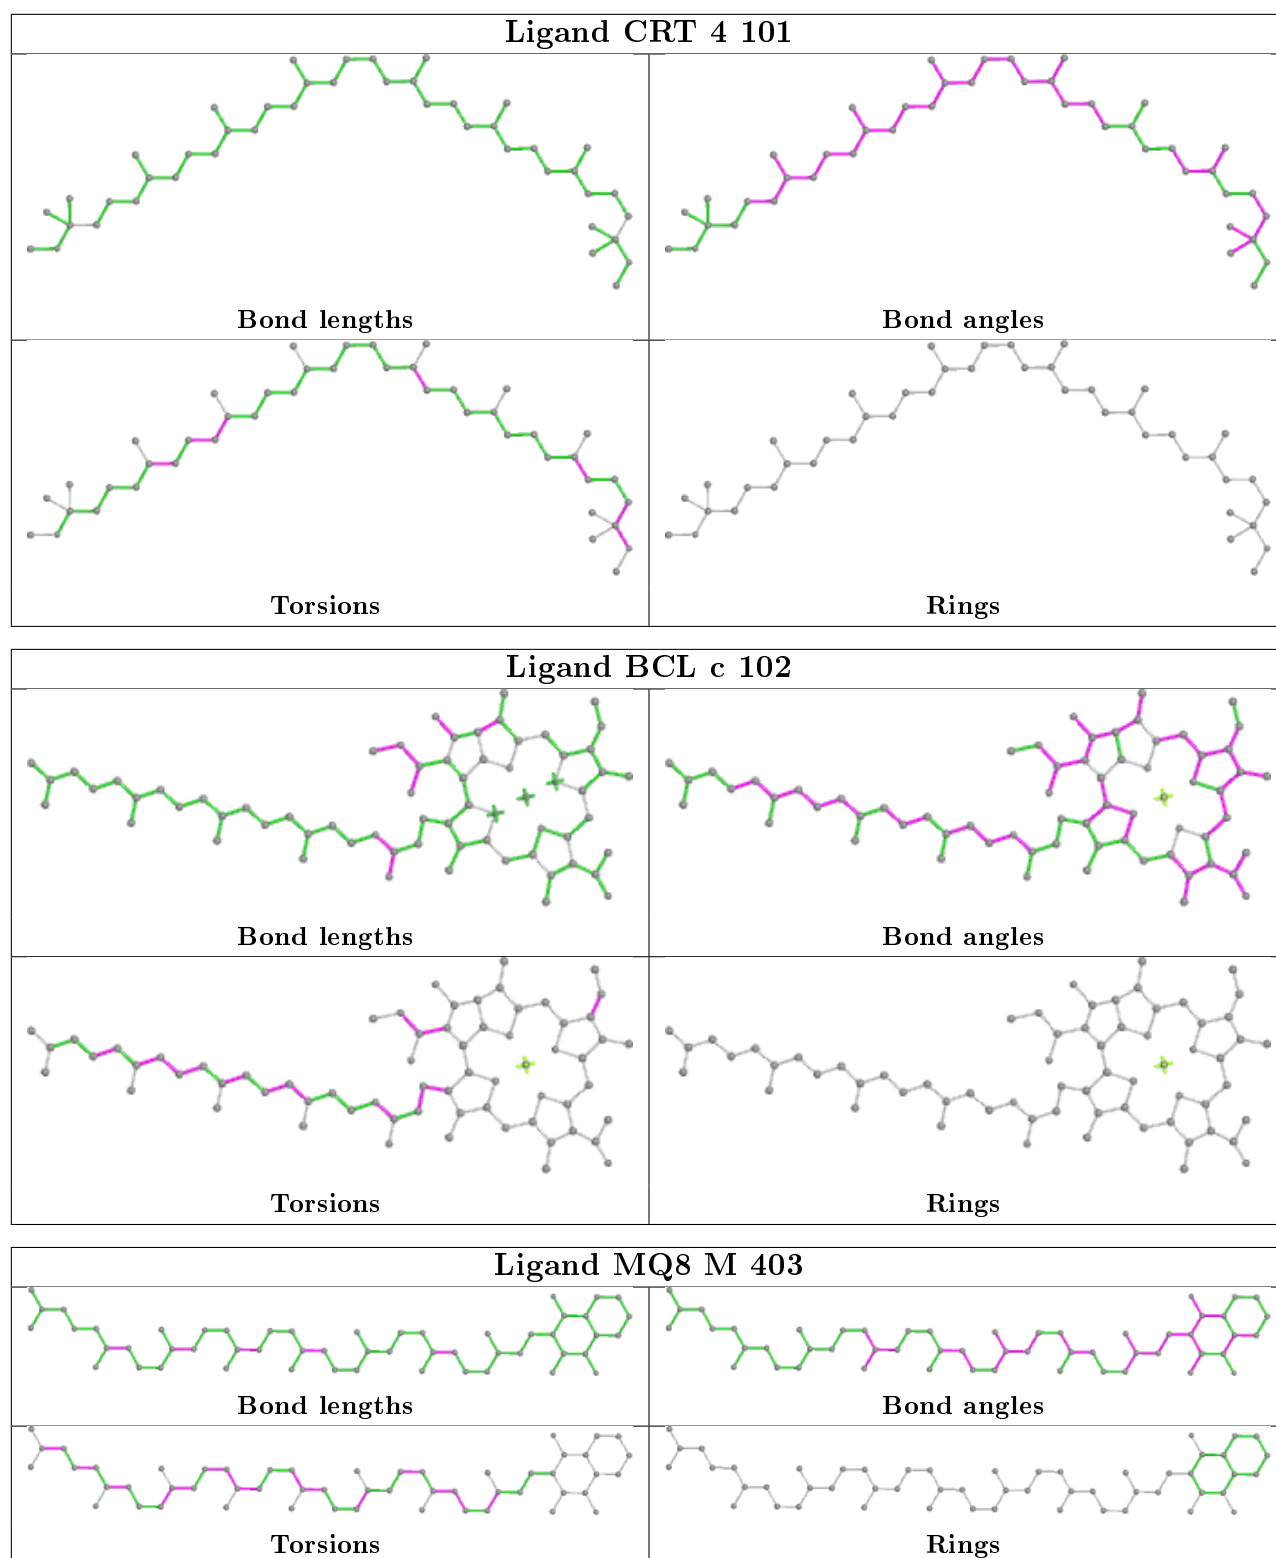 Ligand CRT 4 101
Bond lengths
Bond angles
Torsions
Rings
Ligand BCL c 102
Bond lengths
Bond angles
Torsions
Rings
Ligand MQ8 M 403
Bond lengths
Bond angles
Torsions
Rings